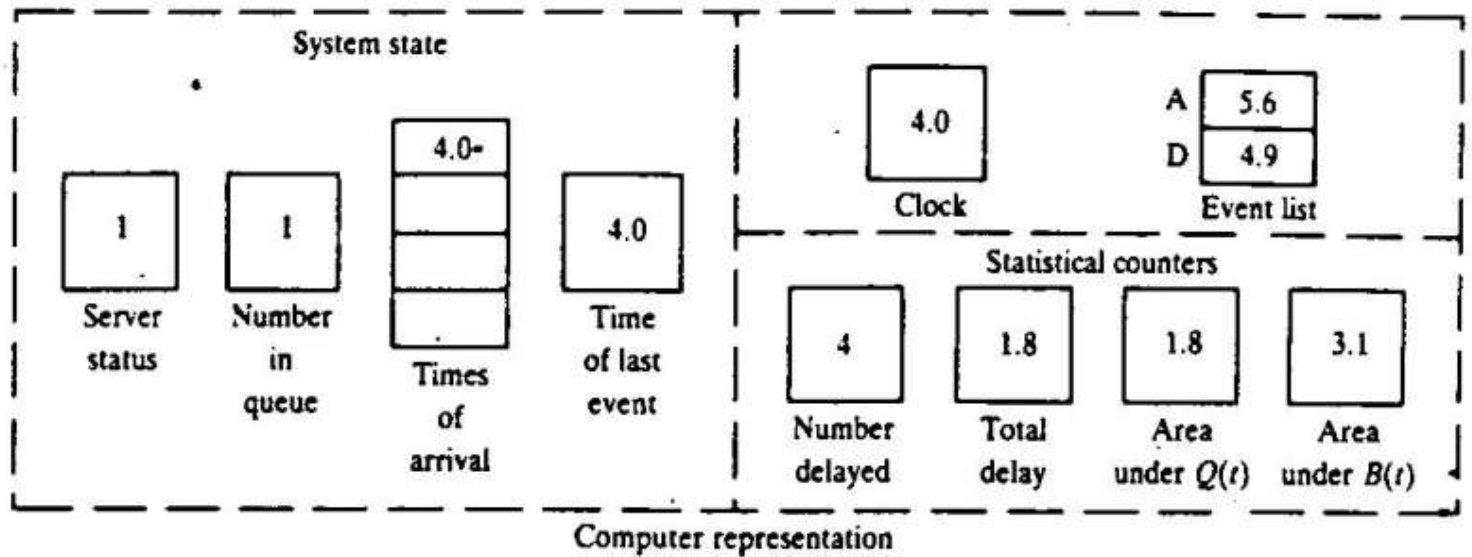 System state
1
Server
status
1
Number
in
queue
4.0-
Times
of
arrival
4.0
Time
of last
event
4.0
Clock
A 5.6
D 4.9
Event list
Statistical counters
4
Number
delayed
1.8
Total
delay
1.8
Area
under Q(t)
3.1
Area
under B(t)
Computer representation